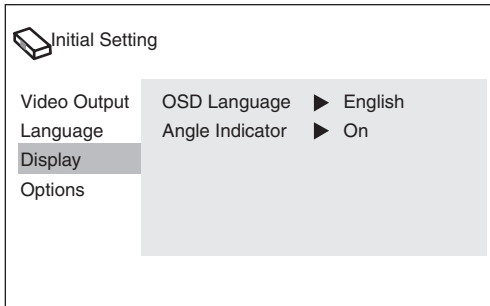 Initial Setting
Video Output
Language
Display
Options
OSD Language ▶ English
Angle Indicator ▶ On